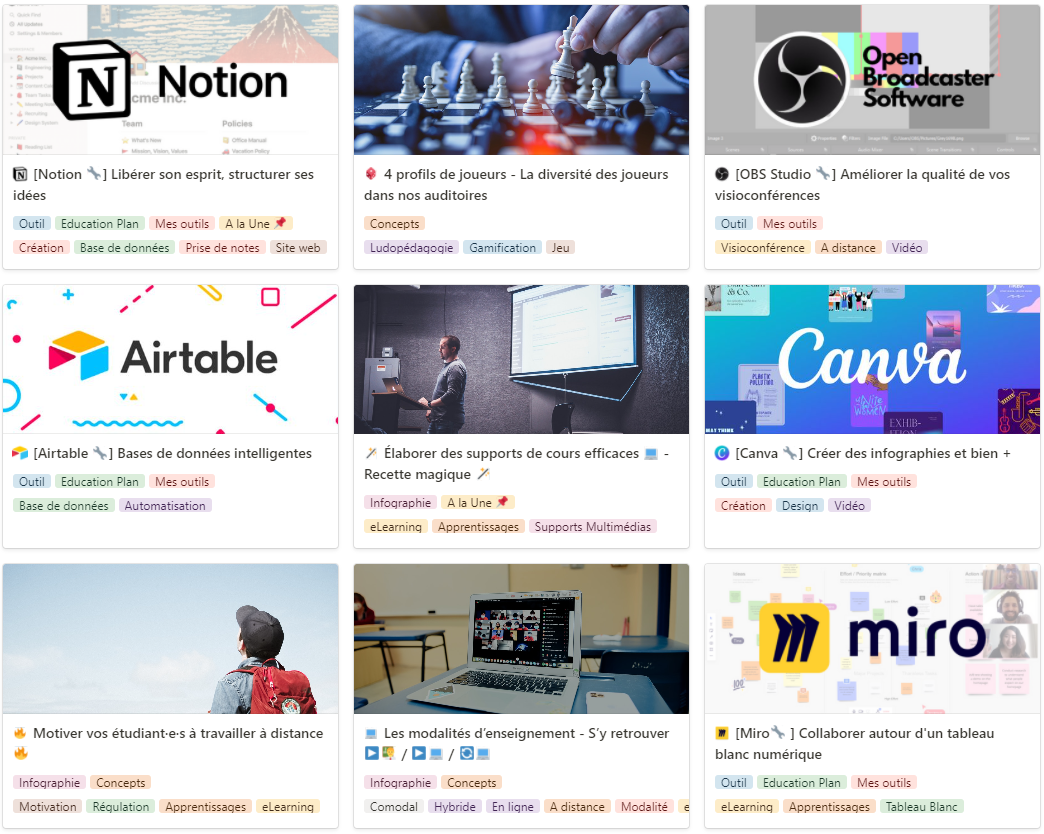 Notion
Acme Inc.
Team
Policies
What's New
Office Manual
Mission, Vision, Values
Vacation Policy
[Notion 🔧] Libérer son esprit, structurer ses
idées
Outil Education Plan Mes outils A la Une 📌
Création Base de données Prise de notes Site web
4 profils de joueurs - La diversité des joueurs
dans nos auditoires
Concepts
Ludopédagogie Gamification Jeu
Open
Broadcaster
Software
[OBS Studio 🔧] Améliorer la qualité de vos
visioconférences
Outil Mes outils
Visioconférence A distance Vidéo
Airtable
[Airtable 🔧] Bases de données intelligentes
Outil Education Plan Mes outils
Base de données Automatisation
🪄 Élaborer des supports de cours efficaces 💻 -
Recette magique 🪄
Infographie A la Une 📌
eLearning Apprentissages Supports Multimédias
& Co.
PLASTIC
POLLUTION
Canva
EXHIB-
[Canva 🔧] Créer des infographies et bien +
Outil Education Plan Mes outils
Création Design Vidéo
🔥 Motiver vos étudiant·e·s à travailler à distance
🔥
Infographie Concepts
Motivation Régulation Apprentissages eLearning
💻 Les modalités d’enseignement - S’y retrouver
▶️🧑‍🏫 / ▶️💻 / 🔄💻
Infographie Concepts
Comodal Hybride En ligne A distance Modalité e
miro
[Miro🔧 ] Collaborer autour d'un tableau
blanc numérique
Outil Education Plan Mes outils
eLearning Apprentissages Tableau Blanc